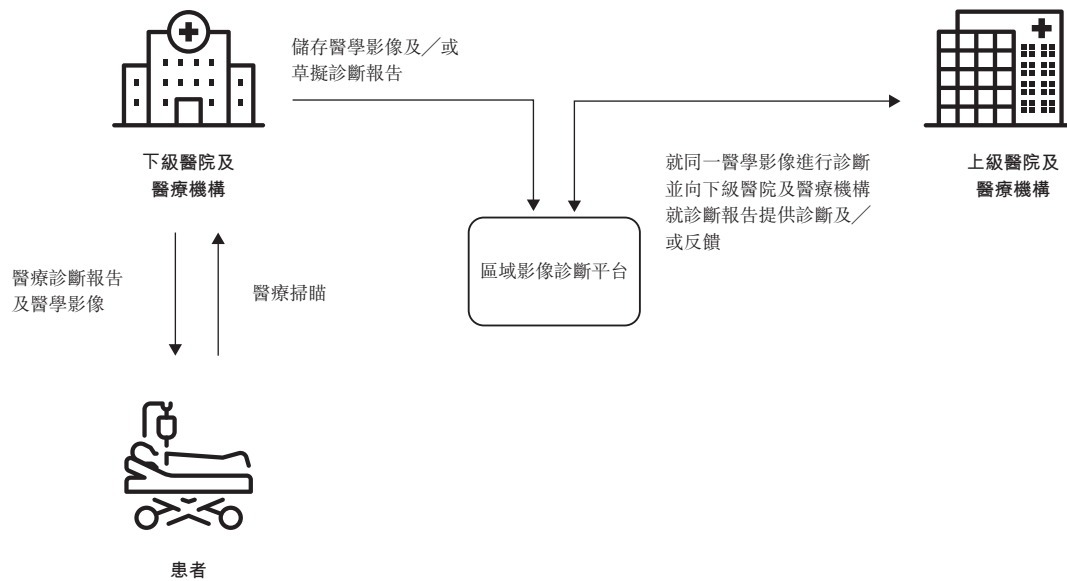 儲存醫學影像及╱或
草擬診斷報告
下級醫院及
醫療機構
就同一醫學影像進行診斷
並向下級醫院及醫療機構
就診斷報告提供診斷及╱
或反饋
上級醫院及
醫療機構
區域影像診斷平台
醫療診斷報告
及醫學影像
醫療掃瞄
患者